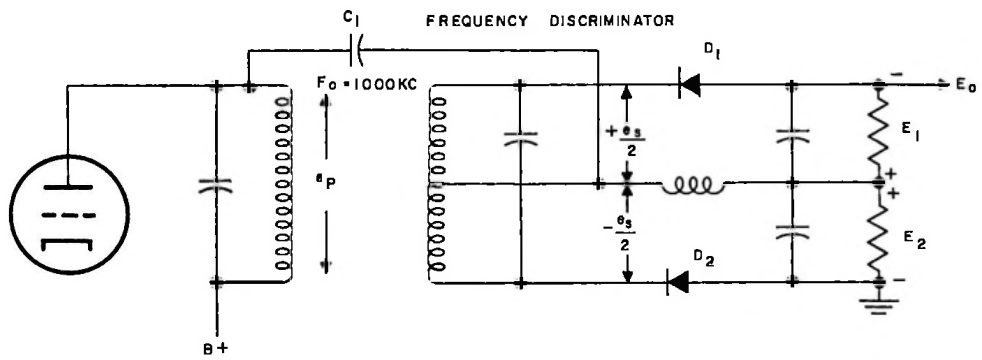 C1 FREQUENCY DISCRIMINATOR
D1
Fo = 1000KC
- Eo
+es/2
E1
eP
+
+
-es/2
E2
D2
-
B+